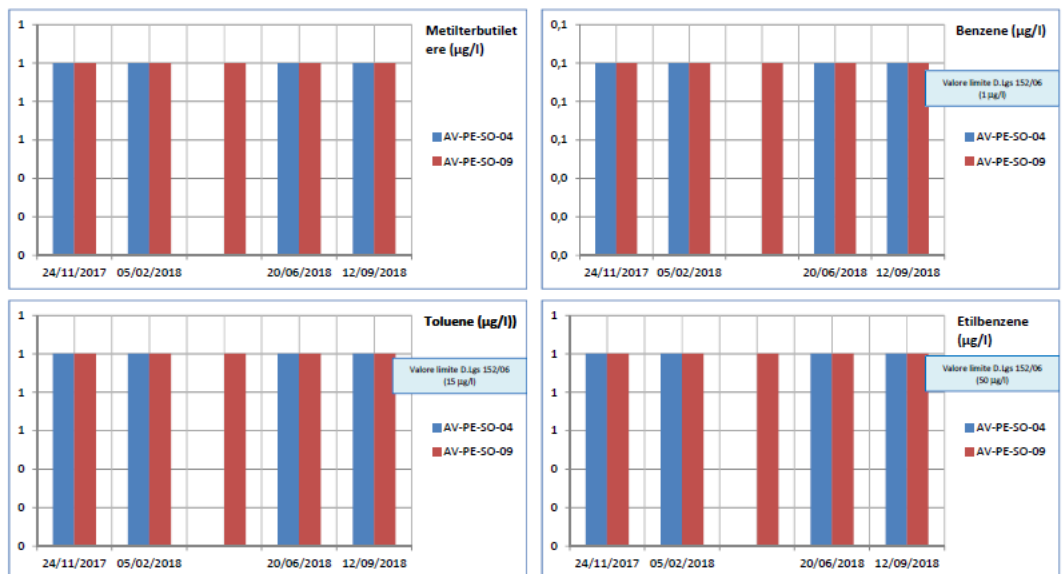 Metilterbutilet
ere (µg/l)
1
1
1
1
0
0
0
AV-PE-SO-04
AV-PE-SO-09
24/11/2017 05/02/2018 20/06/2018 12/09/2018
Benzene (µg/l)
0,1
0,1
0,1
0,1
0,0
0,0
0,0
Valore limite D.Lgs 152/06
(1 µg/l)
AV-PE-SO-04
AV-PE-SO-09
24/11/2017 05/02/2018 20/06/2018 12/09/2018
Toluene (µg/l))
1
1
1
1
0
0
0
Valore limite D.Lgs 152/06
(15 µg/l)
AV-PE-SO-04
AV-PE-SO-09
24/11/2017 05/02/2018 20/06/2018 12/09/2018
Etilbenzene
(µg/l)
1
1
1
1
0
0
0
Valore limite D.Lgs 152/06
(50 µg/l)
AV-PE-SO-04
AV-PE-SO-09
24/11/2017 05/02/2018 20/06/2018 12/09/2018